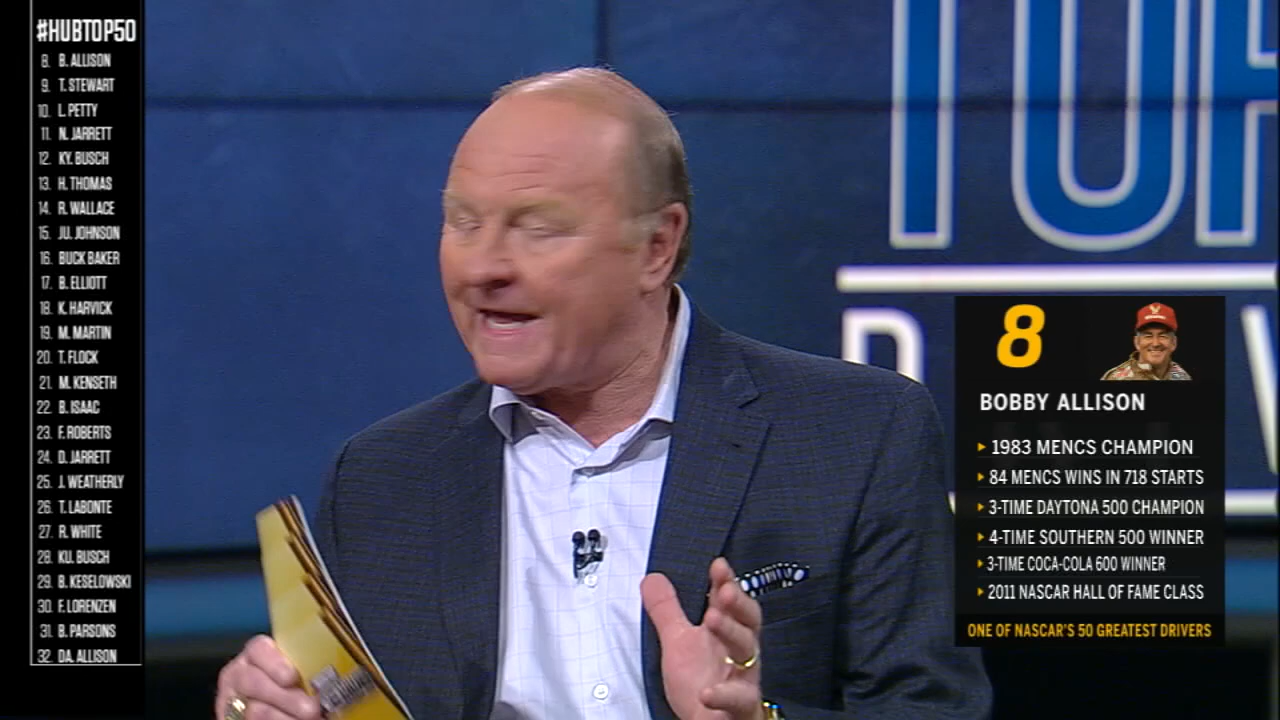 #HUBTOP50
8. B. ALLISON
9. T. STEWART
10. L. PETTY
11. N. JARRETT
12. KY. BUSCH
13. H. THOMAS
14. R. WALLACE
15. JU. JOHNSON
16. BUCK BAKER
17. B. ELLIOTT
18. K. HARVICK
19. M. MARTIN
20. T. FLOCK
21. M. KENSETH
22. B. ISAAC
23. F. ROBERTS
24. D. JARRETT
25. J. WEATHERLY
26. T. LABONTE
27. R. WHITE
28. KU. BUSCH
29. B. KESELOWSKI
30. F. LORENZEN
31. B. PARSONS
32. DA. ALLISON
8
BOBBY ALLISON
1983 MENCS CHAMPION
84 MENCS WINS IN 718 STARTS
3-TIME DAYTONA 500 CHAMPION
4-TIME SOUTHERN 500 WINNER
3-TIME COCA-COLA 600 WINNER
2011 NASCAR HALL OF FAME CLASS
ONE OF NASCAR'S 50 GREATEST DRIVERS